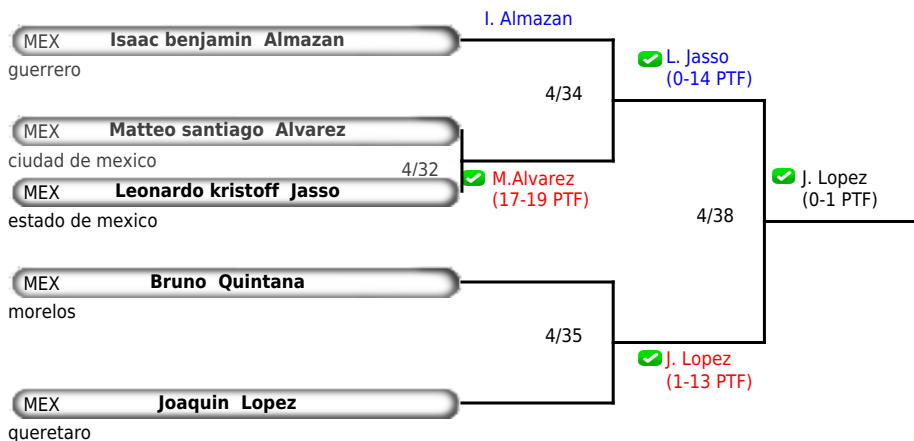 I. Almazan
MEX Isaac benjamin Almazan
guerrero
L. Jasso
(0-14 PTF)
4/34
MEX Matteo santiago Alvarez
ciudad de mexico
4/32
M.Alvarez
(17-19 PTF)
J. Lopez
(0-1 PTF)
MEX Leonardo kristoff Jasso
estado de mexico
4/38
MEX Bruno Quintana
morelos
4/35
J. Lopez
(1-13 PTF)
MEX Joaquin Lopez
queretaro